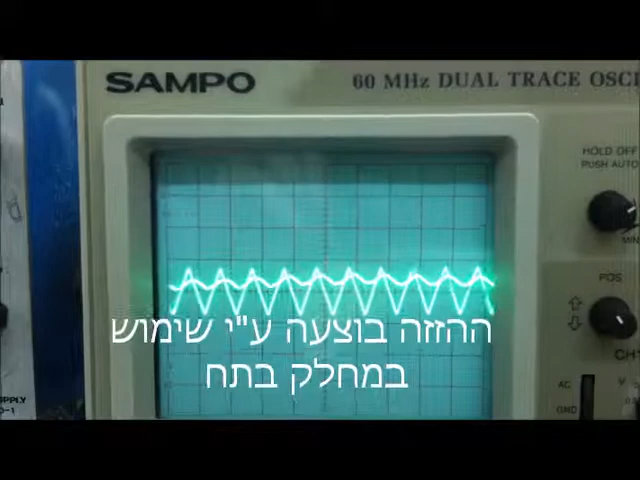 SAMPO
60 MHz DUAL TRACE OSC
HOLD OFF
PUSH AUTO
MIN
POS
ההזזה בוצעה ע"י שימוש
במחלק בתח
CH1
AC
GND